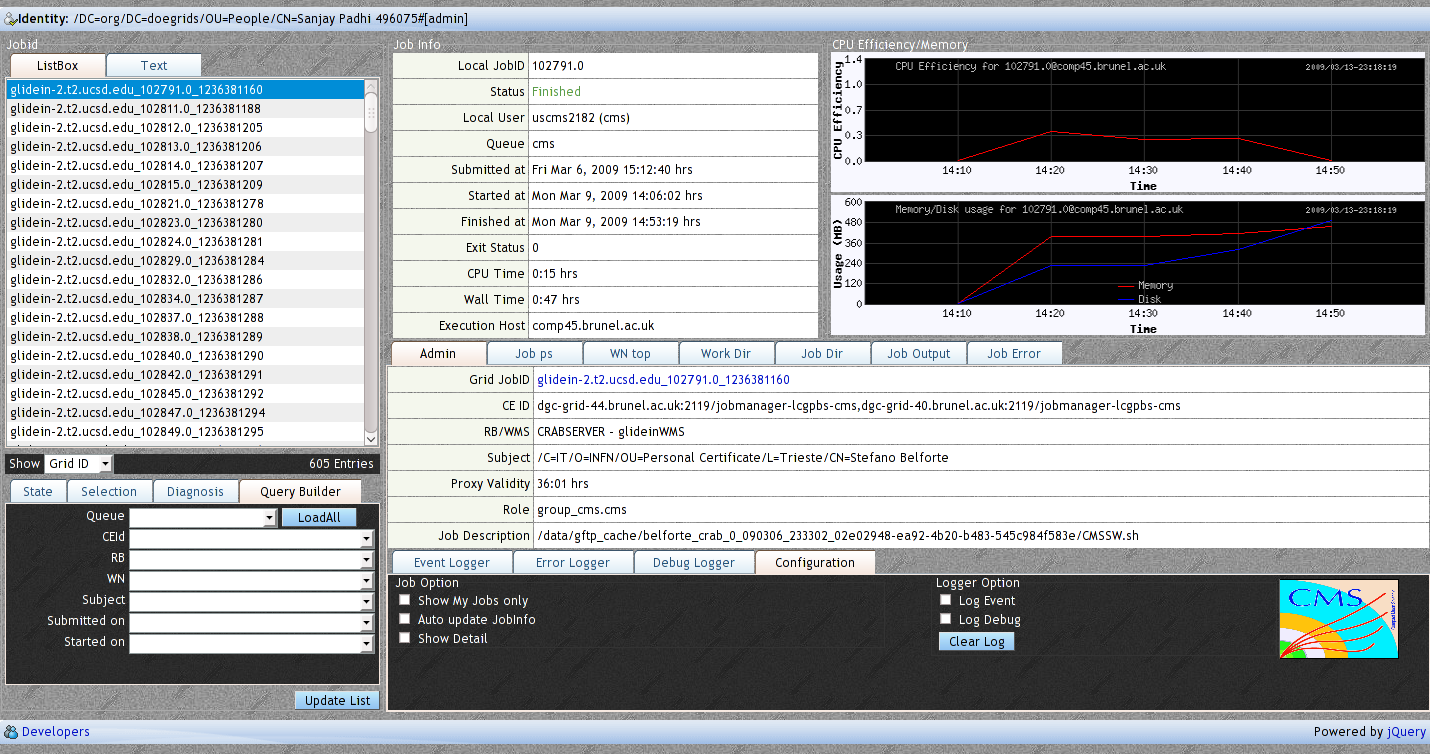 Identity: /DC=org/DC=doegrids/OU=People/CN=Sanjay Padhi 496075#[admin]
Jobid
ListBox Text
glidein-2.t2.ucsd.edu_102791.0_1236381160
glidein-2.t2.ucsd.edu_102811.0_1236381188
glidein-2.t2.ucsd.edu_102812.0_1236381205
glidein-2.t2.ucsd.edu_102813.0_1236381206
glidein-2.t2.ucsd.edu_102814.0_1236381207
glidein-2.t2.ucsd.edu_102815.0_1236381209
glidein-2.t2.ucsd.edu_102821.0_1236381278
glidein-2.t2.ucsd.edu_102823.0_1236381280
glidein-2.t2.ucsd.edu_102824.0_1236381281
glidein-2.t2.ucsd.edu_102829.0_1236381284
glidein-2.t2.ucsd.edu_102832.0_1236381286
glidein-2.t2.ucsd.edu_102834.0_1236381287
glidein-2.t2.ucsd.edu_102837.0_1236381288
glidein-2.t2.ucsd.edu_102838.0_1236381289
glidein-2.t2.ucsd.edu_102840.0_1236381290
glidein-2.t2.ucsd.edu_102842.0_1236381291
glidein-2.t2.ucsd.edu_102845.0_1236381292
glidein-2.t2.ucsd.edu_102847.0_1236381294
glidein-2.t2.ucsd.edu_102849.0_1236381295
Show Grid ID 605 Entries
State Selection Diagnosis Query Builder
Queue LoadAll
CEId
RB
WN
Subject
Submitted on
Started on
Update List
Job Info
Local JobID 102791.0
Status Finished
Local User uscms2182 (cms)
Queue cms
Submitted at Fri Mar 6, 2009 15:12:40 hrs
Started at Mon Mar 9, 2009 14:06:02 hrs
Finished at Mon Mar 9, 2009 14:53:19 hrs
Exit Status 0
CPU Time 0:15 hrs
Wall Time 0:47 hrs
Execution Host comp45.brunel.ac.uk
CPU Efficiency/Memory
CPU Efficiency for 102791.0@comp45.brunel.ac.uk 2009/03/13-23:18:19
CPU Efficiency
1.4
1.0
0.7
0.3
0.0
14:10 14:20 14:30 14:40 14:50
Time
Memory/Disk usage for 102791.0@comp45.brunel.ac.uk 2009/03/13-23:18:19
Usage (MB)
600
480
360
240
120
0
Memory
Disk
14:10 14:20 14:30 14:40 14:50
Time
Admin Job ps WN top Work Dir Job Dir Job Output Job Error
Grid JobID glidein-2.t2.ucsd.edu_102791.0_1236381160
CE ID dgc-grid-44.brunel.ac.uk:2119/jobmanager-lcgpbs-cms,dgc-grid-40.brunel.ac.uk:2119/jobmanager-lcgpbs-cms
RB/WMS CRABSERVER - glideinWMS
Subject /C=IT/O=INFN/OU=Personal Certificate/L=Trieste/CN=Stefano Belforte
Proxy Validity 36:01 hrs
Role group_cms.cms
Job Description /data/gftp_cache/belforte_crab_0_090306_233302_02e02948-ea92-4b20-b483-545c984f583e/CMSSW.sh
Event Logger Error Logger Debug Logger Configuration
Job Option
Show My Jobs only
Auto update JobInfo
Show Detail
Logger Option
Log Event
Log Debug
Clear Log
CMS
Developers
Powered by jQuery